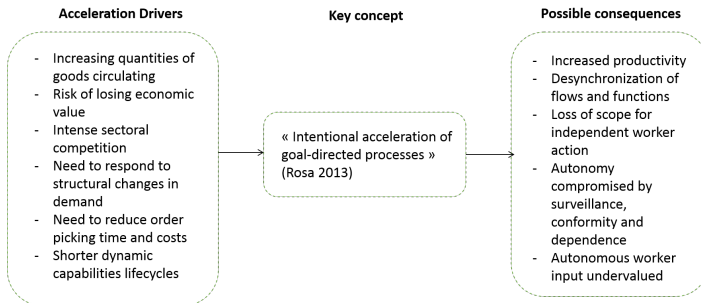 Acceleration Drivers
- Increasing quantities of
goods circulating
- Risk of losing economic
value
- Intense sectoral
competition
- Need to respond to
structural changes in
demand
- Need to reduce order
picking time and costs
- Shorter dynamic
capabilities lifecycles
Key concept
« Intentional acceleration of
goal-directed processes »
(Rosa 2013)
Possible consequences
- Increased productivity
- Desynchronization of
flows and functions
- Loss of scope for
independent worker
action
- Autonomy
compromised by
surveillance,
conformity and
dependence
- Autonomous worker
input undervalued